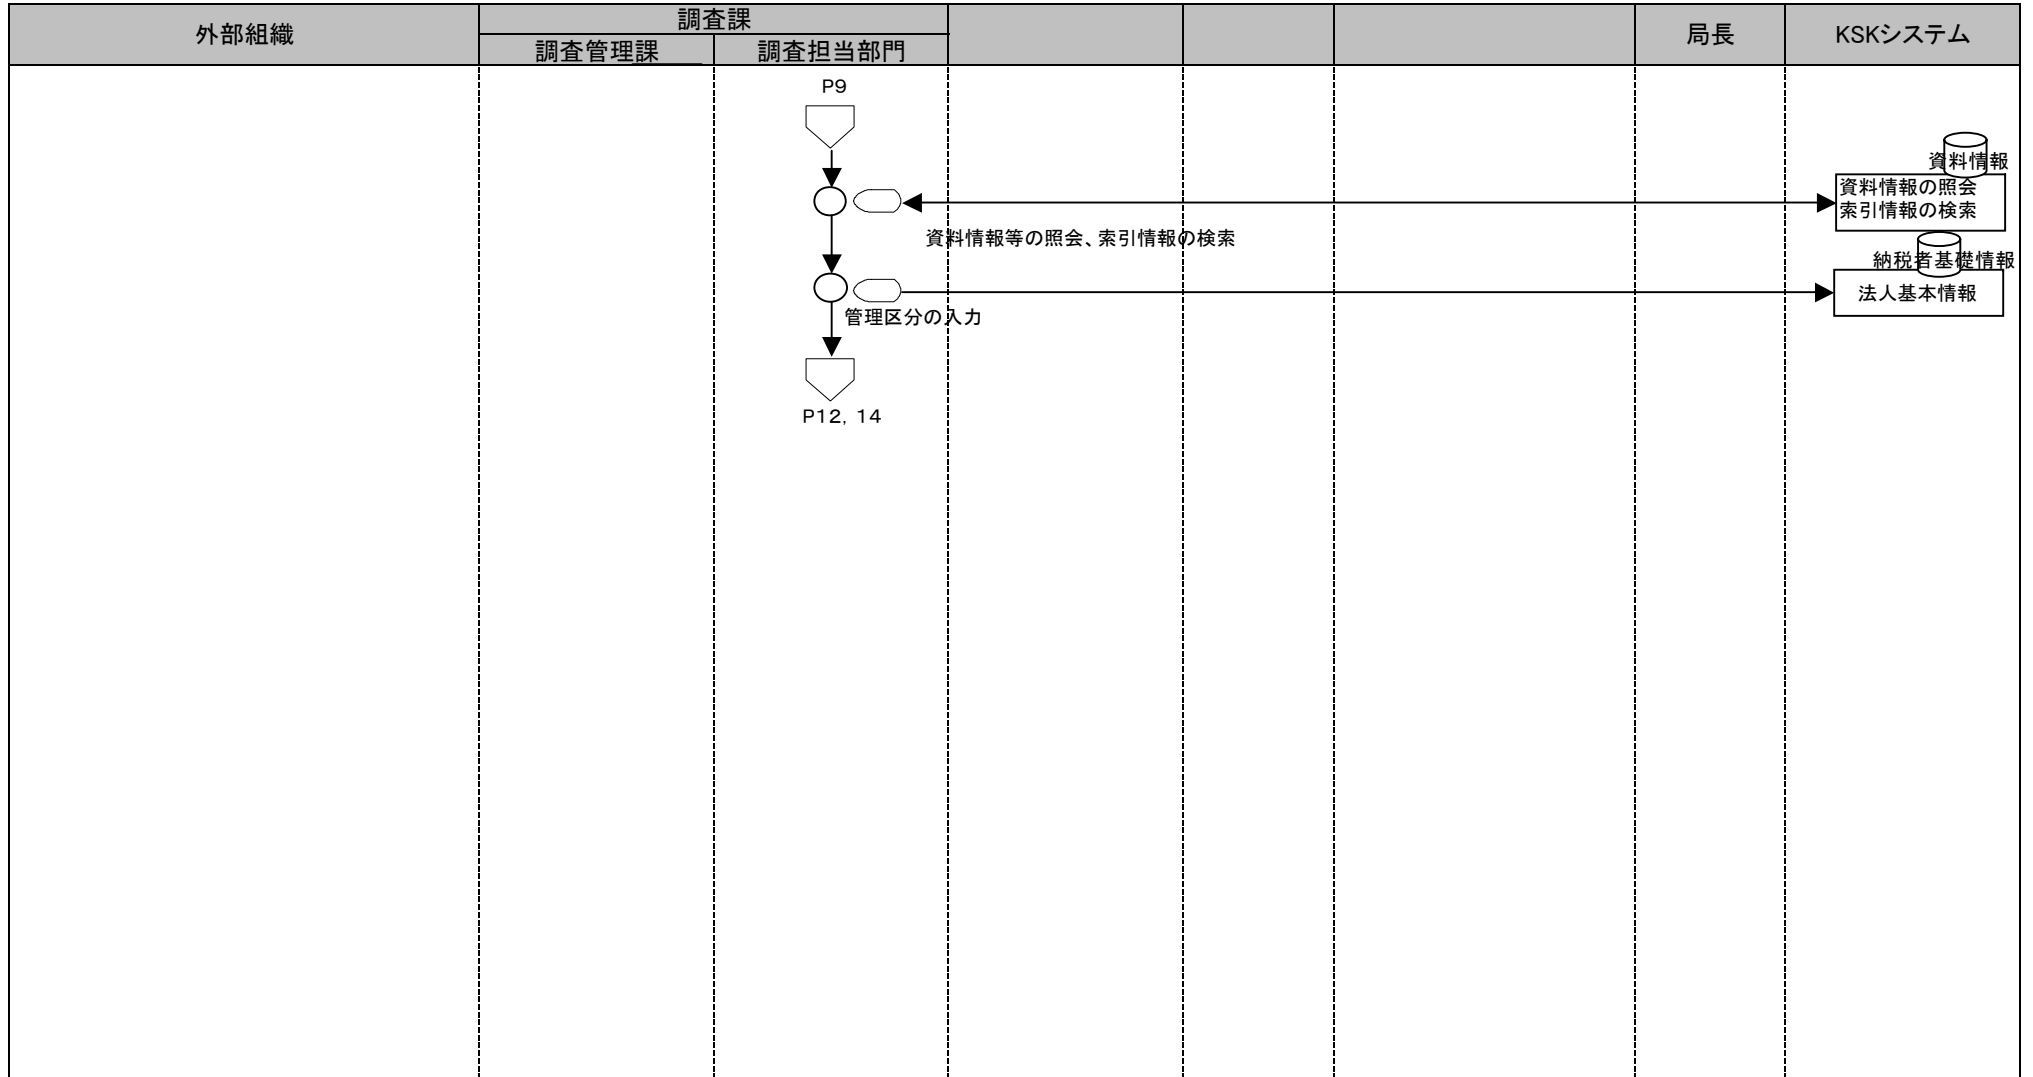 外部組織
調査課
調査管理課
調査担当部門
局長
KSKシステム
P9
資料情報
資料情報の照会
索引情報の検索
資料情報等の照会、索引情報の検索
納税者基礎情報
法人基本情報
管理区分の入力
P12, 14